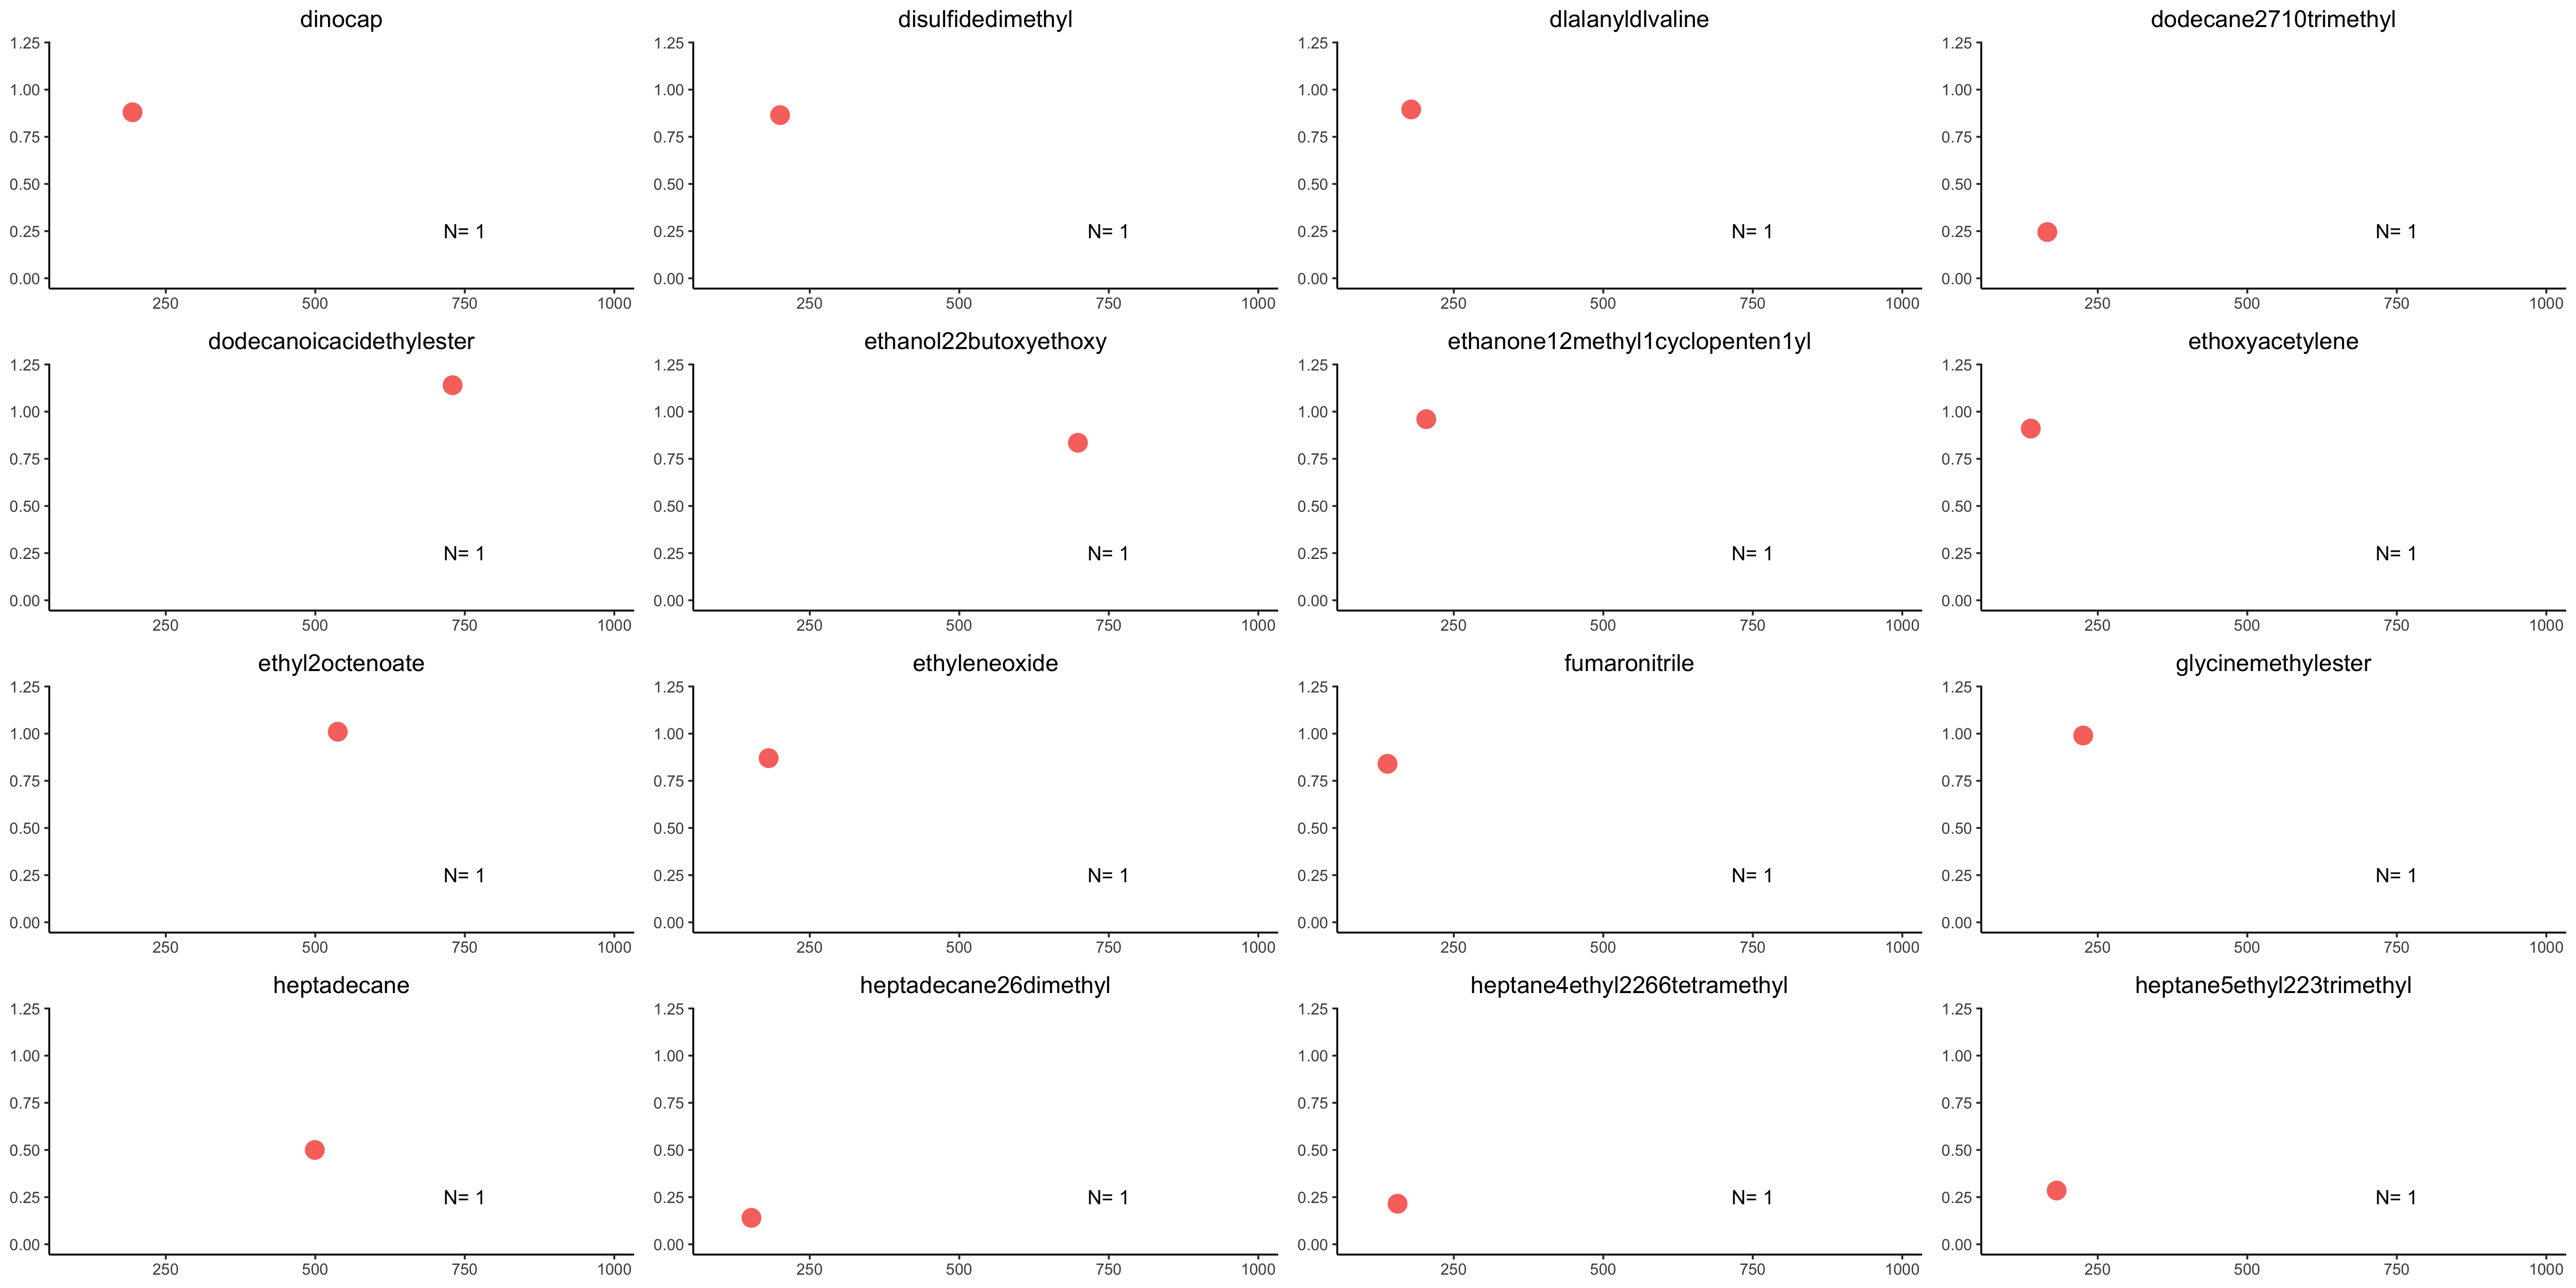 dinocap disulfidedimethyl dlalanyldlvaline dodecane2710trimethyl
1.25 1.25 1.25 1.25
1.00 1.00 1.00 1.00
0.75 0.75 0.75 0.75
0.50 0.50 0.50 0.50
0.25 N= 1 0.25 N= 1 0.25 N= 1 0.25 N= 1
0.00 0.00 0.00 0.00
250 500 750 1000 250 500 750 1000 250 500 750 1000 250 500 750 1000
dodecanoicacidethylester ethanol22butoxyethoxy ethanone12methyl1cyclopenten1yl ethoxyacetylene
1.25 1.25 1.25 1.25
1.00 1.00 1.00 1.00
0.75 0.75 0.75 0.75
0.50 0.50 0.50 0.50
0.25 N= 1 0.25 N= 1 0.25 N= 1 0.25 N= 1
0.00 0.00 0.00 0.00
250 500 750 1000 250 500 750 1000 250 500 750 1000 250 500 750 1000
ethyl2octenoate ethyleneoxide fumaronitrile glycinemethylester
1.25 1.25 1.25 1.25
1.00 1.00 1.00 1.00
0.75 0.75 0.75 0.75
0.50 0.50 0.50 0.50
0.25 N= 1 0.25 N= 1 0.25 N= 1 0.25 N= 1
0.00 0.00 0.00 0.00
250 500 750 1000 250 500 750 1000 250 500 750 1000 250 500 750 1000
heptadecane heptadecane26dimethyl heptane4ethyl2266tetramethyl heptane5ethyl223trimethyl
1.25 1.25 1.25 1.25
1.00 1.00 1.00 1.00
0.75 0.75 0.75 0.75
0.50 0.50 0.50 0.50
0.25 N= 1 0.25 N= 1 0.25 N= 1 0.25 N= 1
0.00 0.00 0.00 0.00
250 500 750 1000 250 500 750 1000 250 500 750 1000 250 500 750 1000